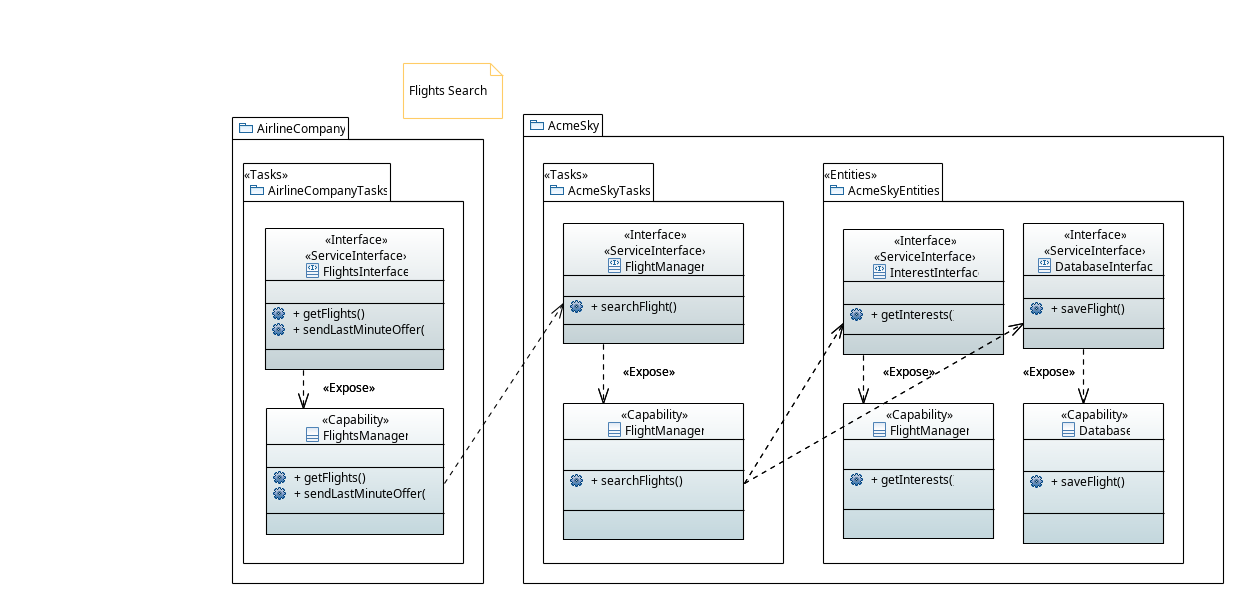 Flights Search
AirlineCompany
«Tasks»
AirlineCompanyTasks
«Interface»
«ServiceInterface›
FlightsInterface
+ getFlights()
+ sendLastMinuteOffer(
«Expose»
«Capability»
FlightsManager
+ getFlights()
+ sendLastMinuteOffer(
AcmeSky
«Tasks»
AcmeSkyTasks
«Interface»
«ServiceInterface›
FlightManager
+ searchFlight()
«Expose»
«Capability»
FlightManager
+ searchFlights()
«Entities»
AcmeSkyEntities
«Interface»
«ServiceInterface›
InterestInterfac
+ getInterests(
«Expose»
«Capability»
FlightManager
+ getInterests(
«Interface»
«ServiceInterface›
DatabaseInterfac
+ saveFlight()
«Expose»
«Capability»
Database
+ saveFlight()